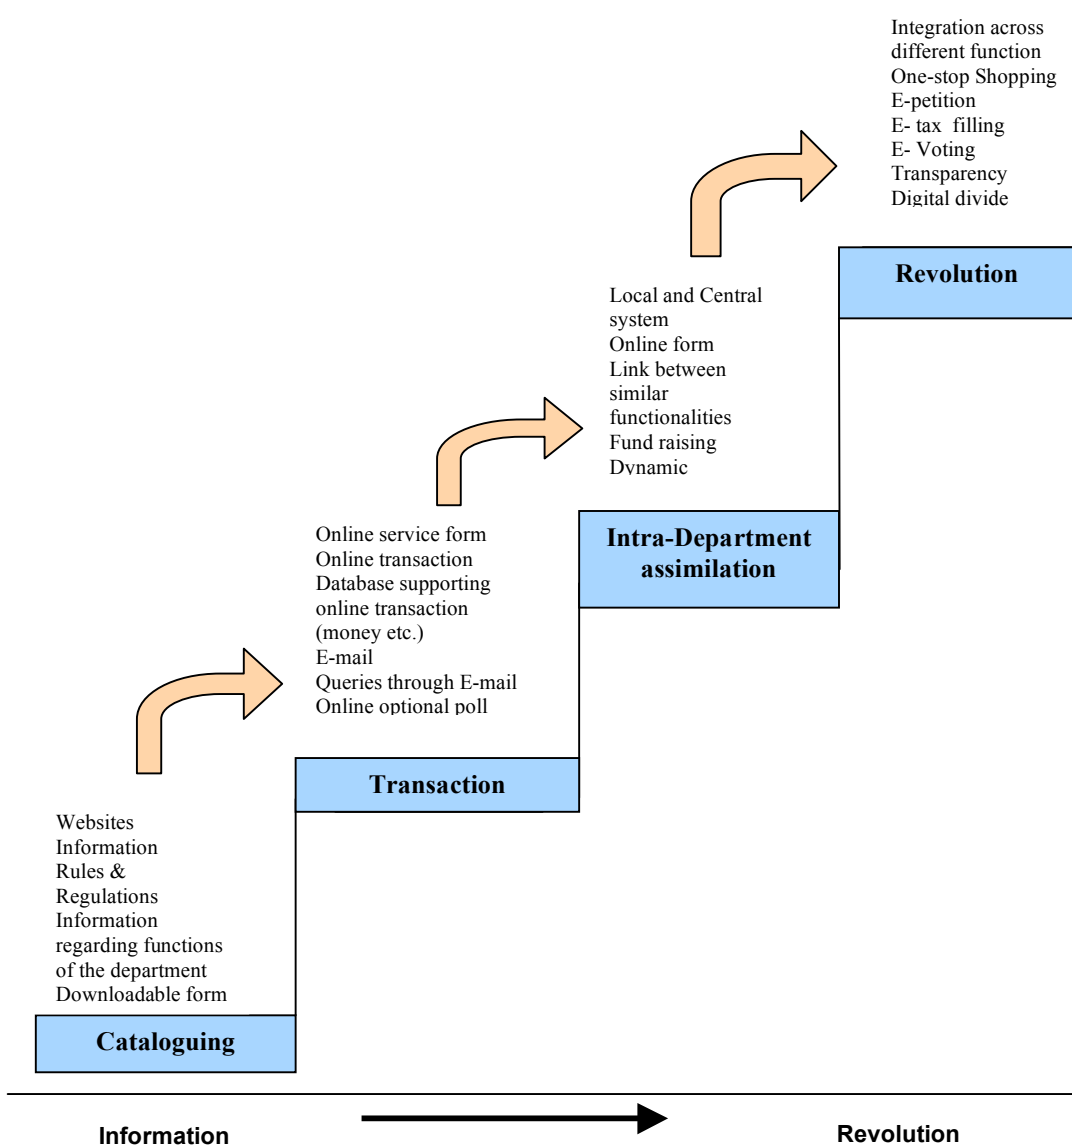 Integration across
different function
One-stop Shopping
E-petition
E- tax  filling
E- Voting
Transparency
Digital divide
Revolution
Local and Central
system
Online form
Link between
similar
functionalities
Fund raising
Dynamic
Intra-Department
assimilation
Online service form
Online transaction
Database supporting
online transaction
(money etc.)
E-mail
Queries through E-mail
Online optional poll
Transaction
Websites
Information
Rules &
Regulations
Information
regarding functions
of the department
Downloadable form
Cataloguing
Information
Revolution